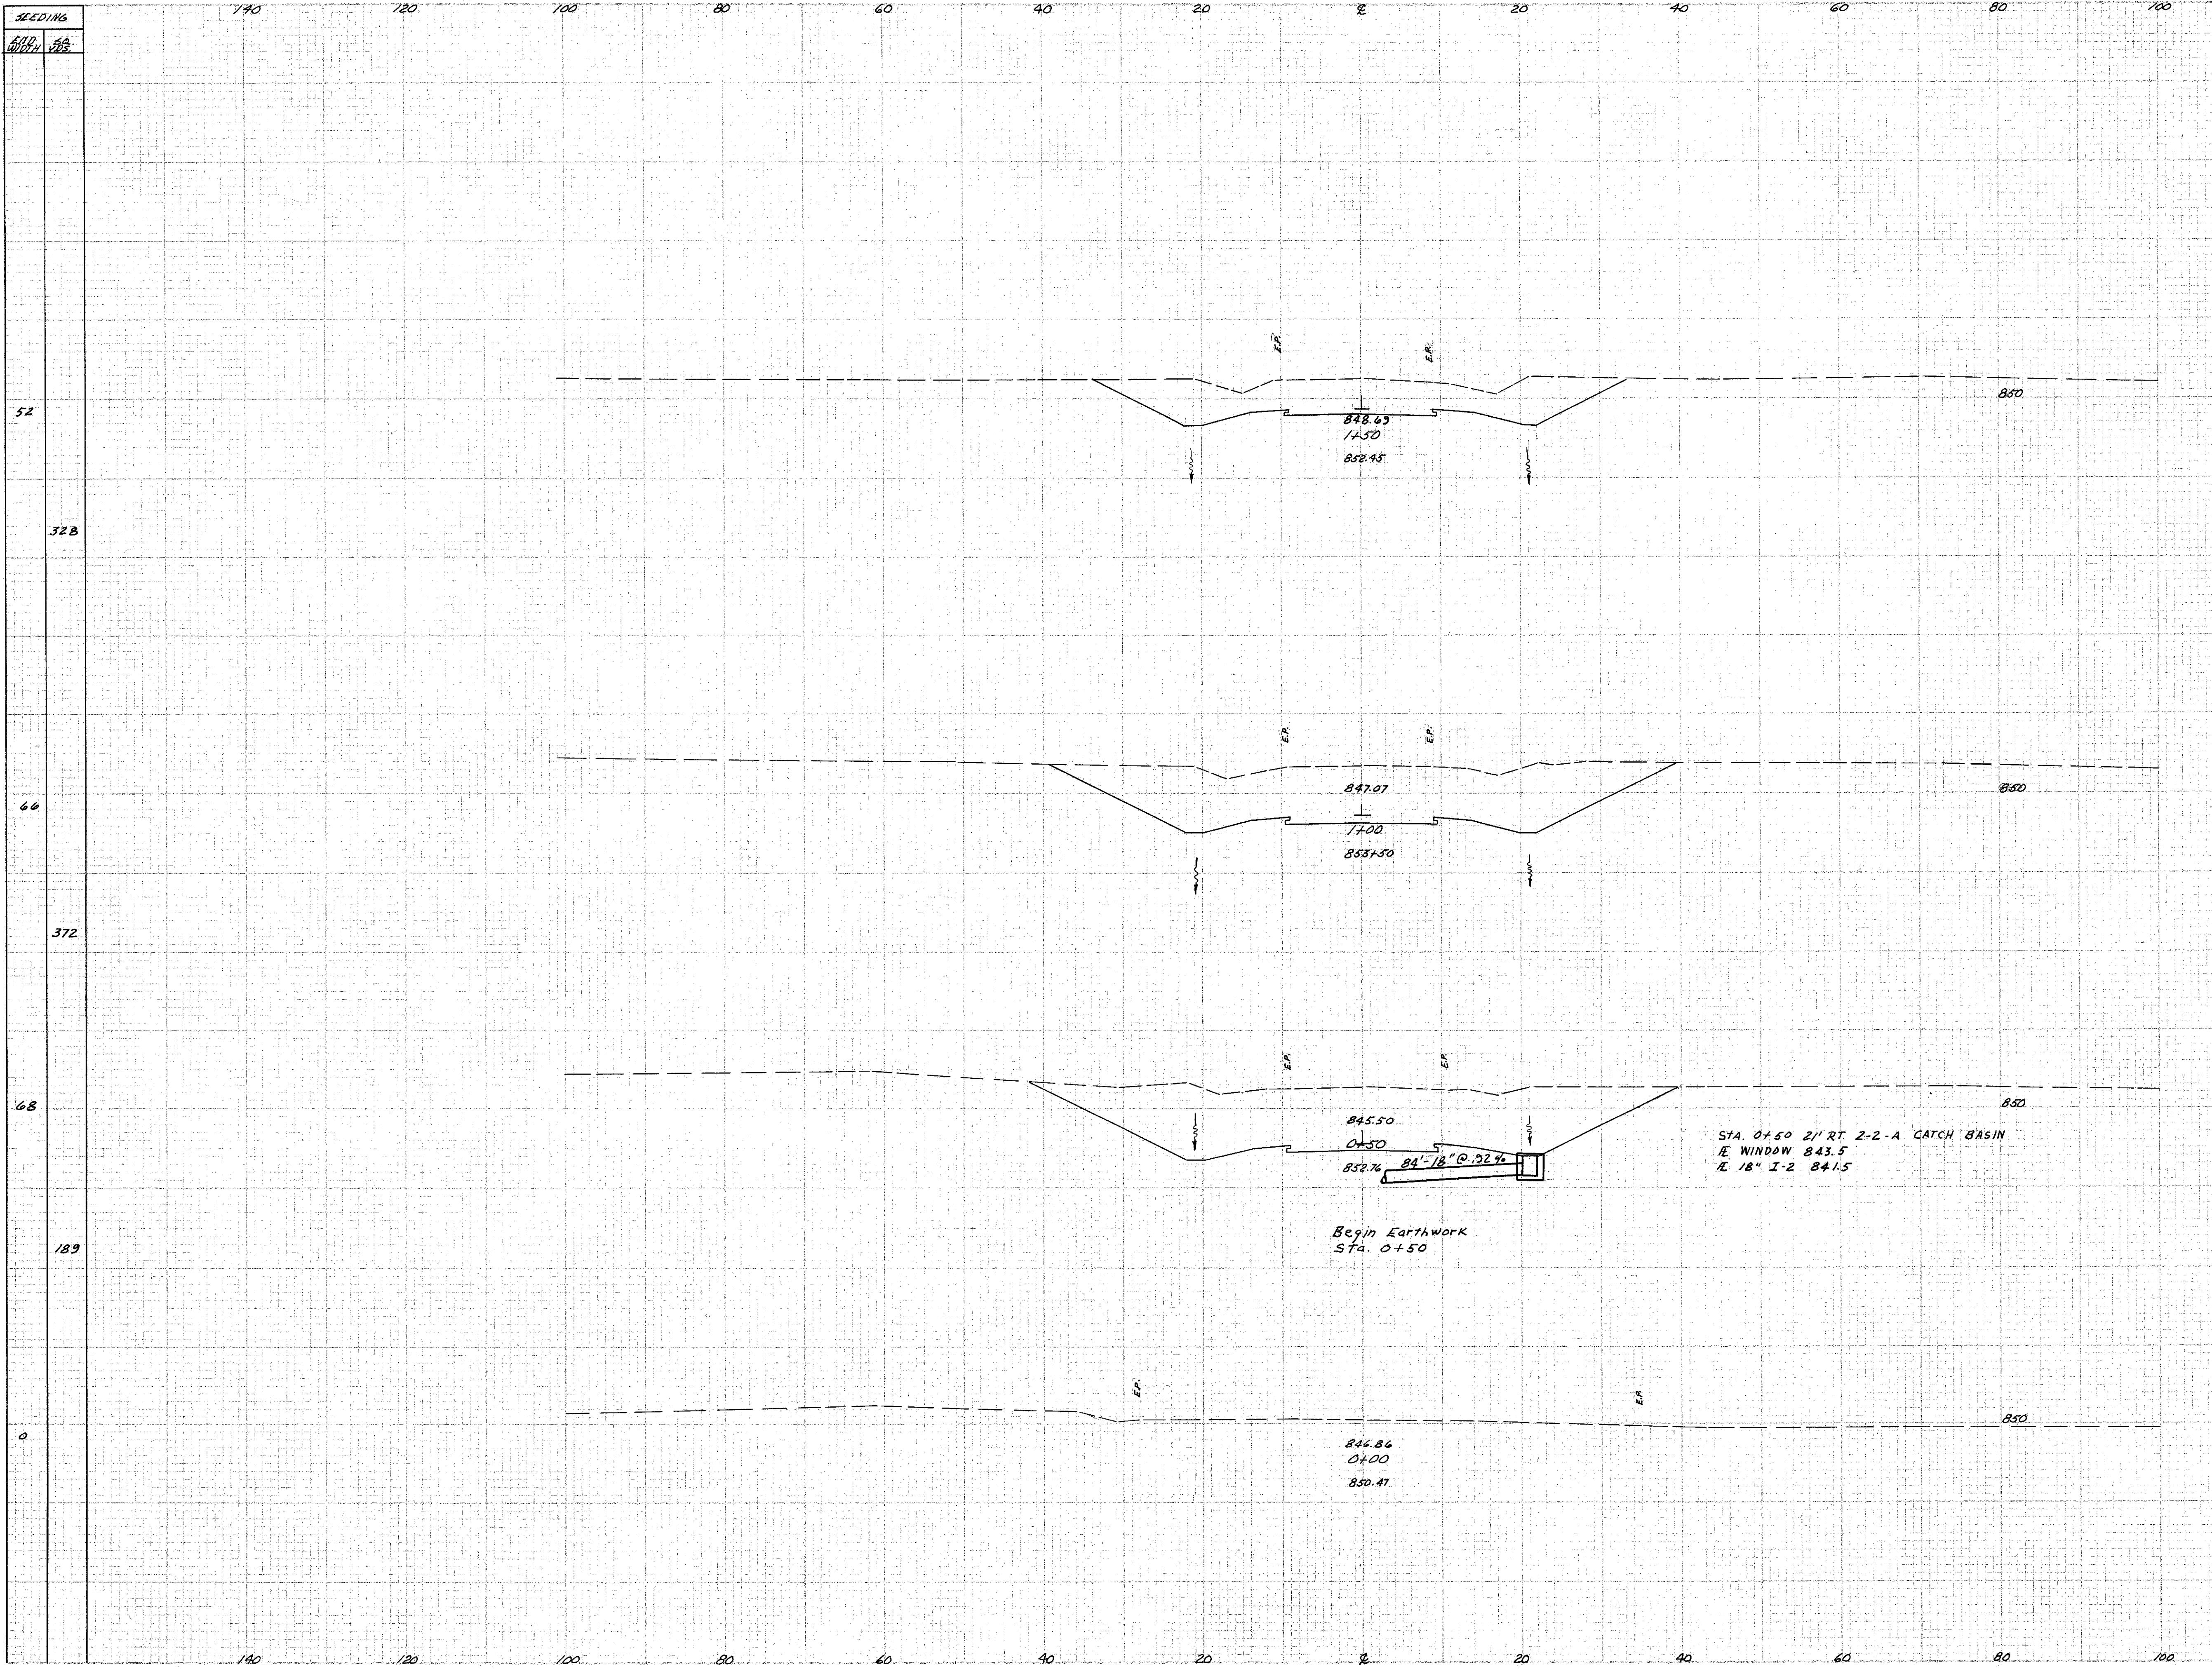 SEEDING
END WIDTH
SQ. YDS.
140 120 100 80 60 40 20 ℄ 20 40 60 80 100
E.P. E.P.
850
52
848.69
1+50
852.45
328
E.P. E.P.
847.07
850
66
1+00
853+50
372
E.P. E.P.
68
850
845.50
0+50
852.76
84'-18" @ .92%
STA. 0+50 21' RT. 2-2-A CATCH BASIN
FE WINDOW 843.5
FE 18" I-2 841.5
Begin Earthwork
Sta. 0+50
189
E.P. E.P.
850
0
846.86
0+00
850.47
140 120 100 80 60 40 20 ℄ 20 40 60 80 100